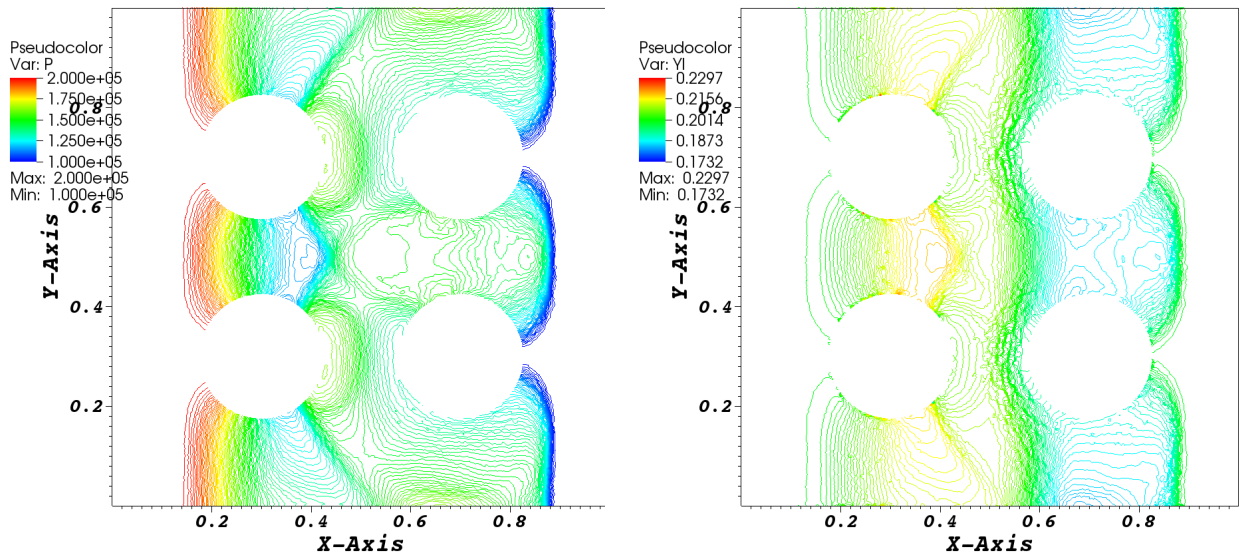 Pseudocolor
Var: P
2.000e+05
1.750e+05
1.500e+05
1.250e+05
1.000e+05
Max: 2.000e+05
Min: 1.000e+05
0.8
0.6
0.4
0.2
Y-Axis
0.2 0.4 0.6 0.8
X-Axis
Pseudocolor
Var: Yl
0.2297
0.2156
0.2014
0.1873
0.1732
Max: 0.2297
Min: 0.1732
0.8
0.6
0.4
0.2
Y-Axis
0.2 0.4 0.6 0.8
X-Axis